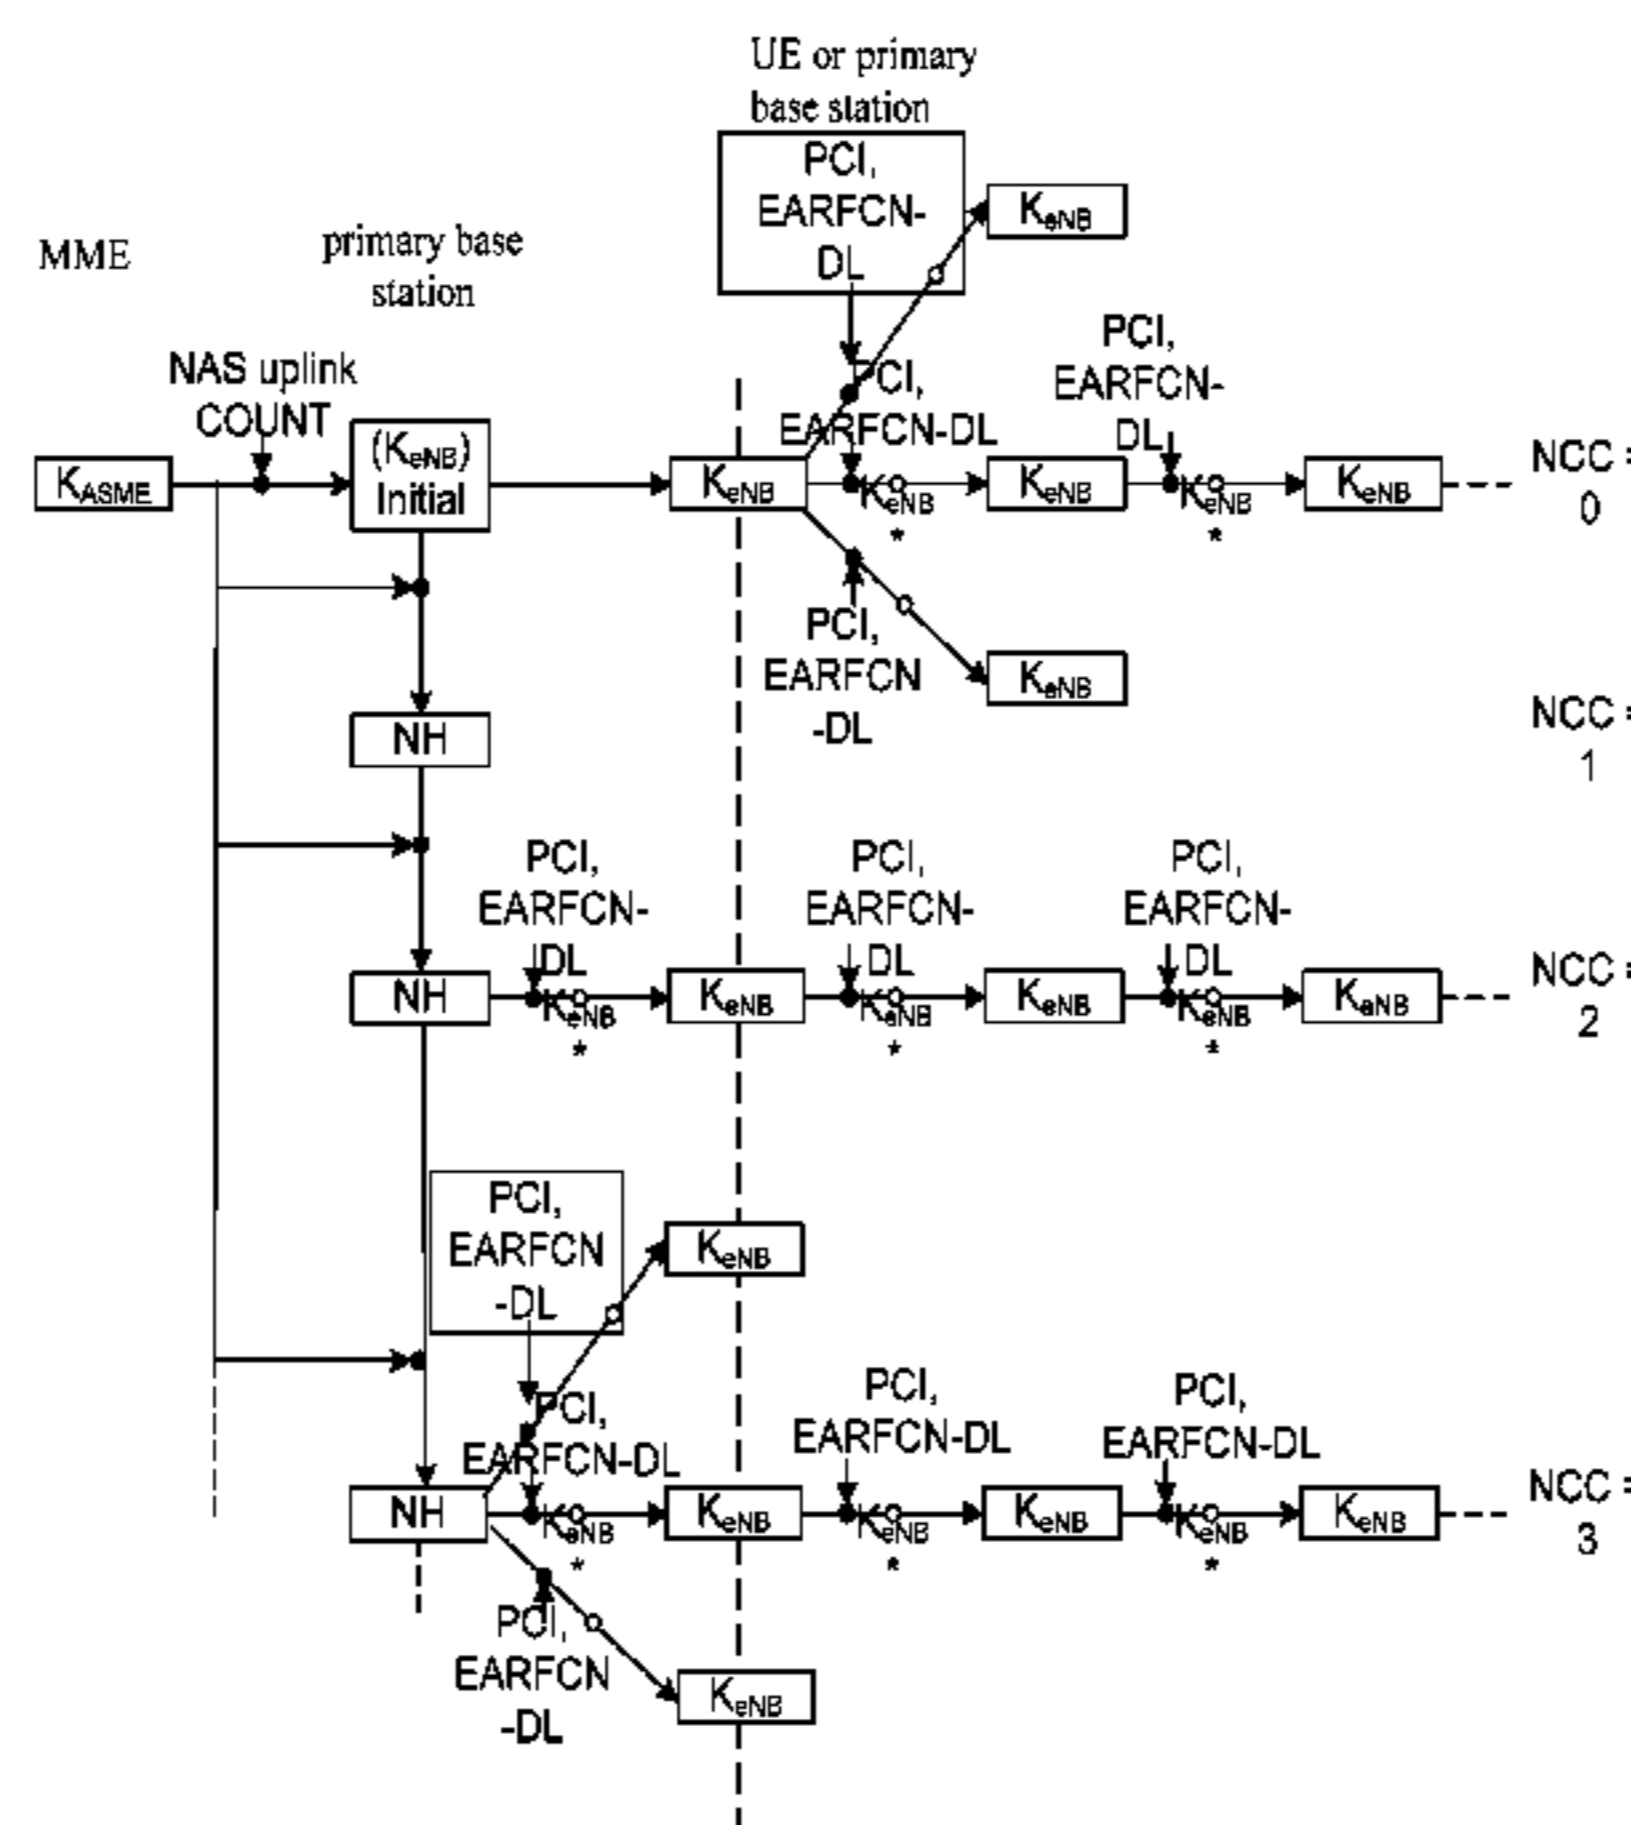 UE or primary
base station
PCI,
EARFCN-
DL
KeNB
MME
primary base
station
NAS uplink
COUNT
PCI,
EARFCN-DL
PCI,
EARFCN-
DL
KASME
(KeNB)
Initial
KeNB
KeNB
*
KeNB
KeNB
*
KeNB
NCC =
0
PCI,
EARFCN
-DL
KeNB
NH
NCC =
1
PCI,
EARFCN-
DL
PCI,
EARFCN-
DL
PCI,
EARFCN-
DL
NH
KeNB
*
KeNB
KeNB
*
KeNB
KeNB
*
KeNB
NCC =
2
PCI,
EARFCN
-DL
KeNB
PCI,
EARFCN-DL
PCI,
EARFCN-DL
PCI,
EARFCN-DL
NH
KeNB
*
KeNB
KeNB
*
KeNB
KeNB
*
KeNB
NCC =
3
PCI,
EARFCN
-DL
KeNB